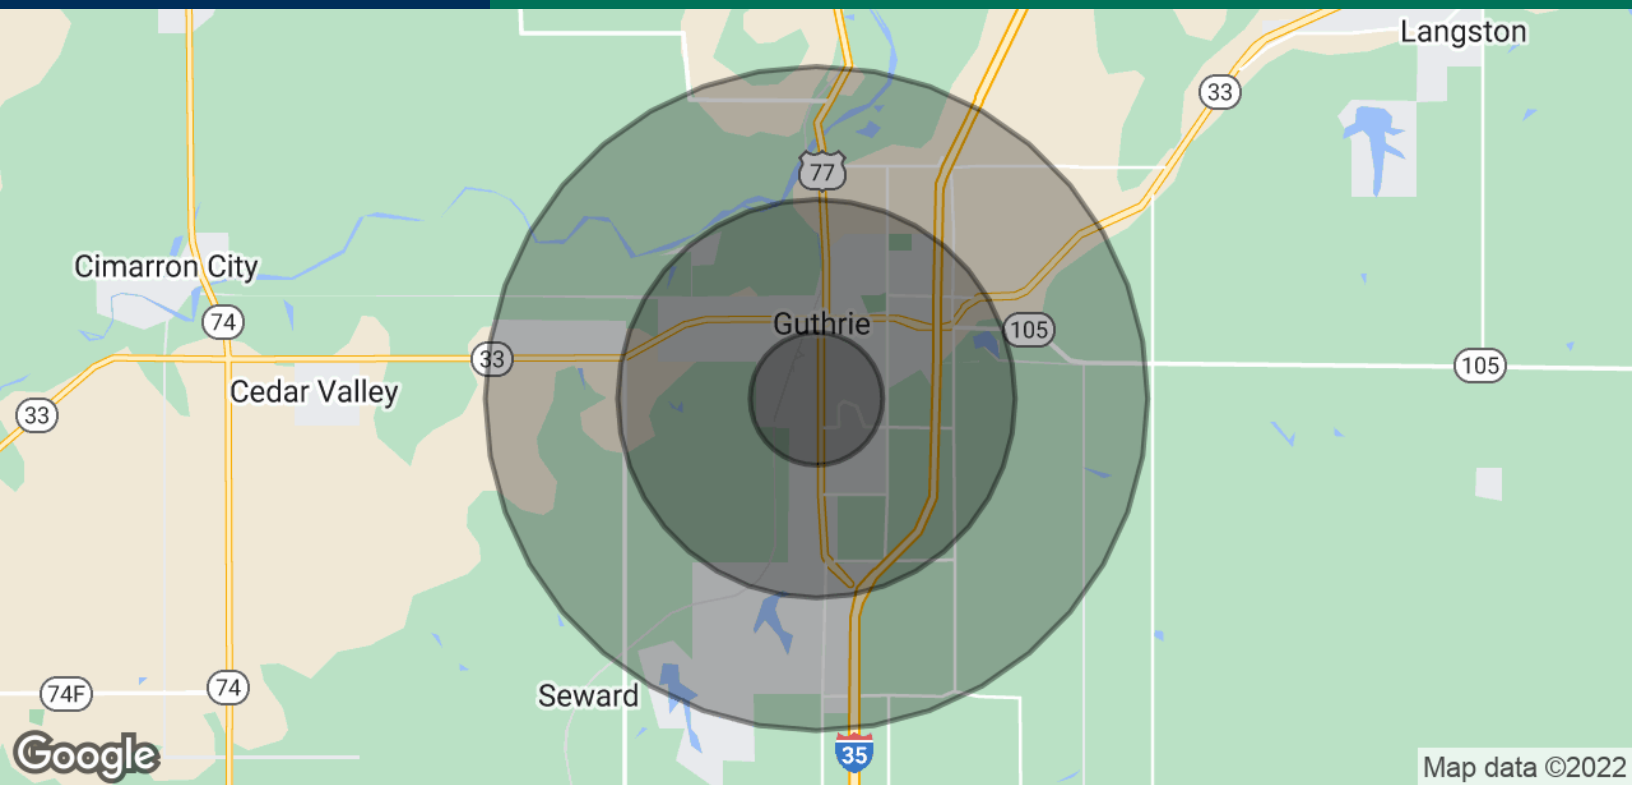 Langston
33
77
Cimarron City
74
Guthrie
105
33
105
Cedar Valley
33
74F
74
Seward
Google
35
Map data ©2022